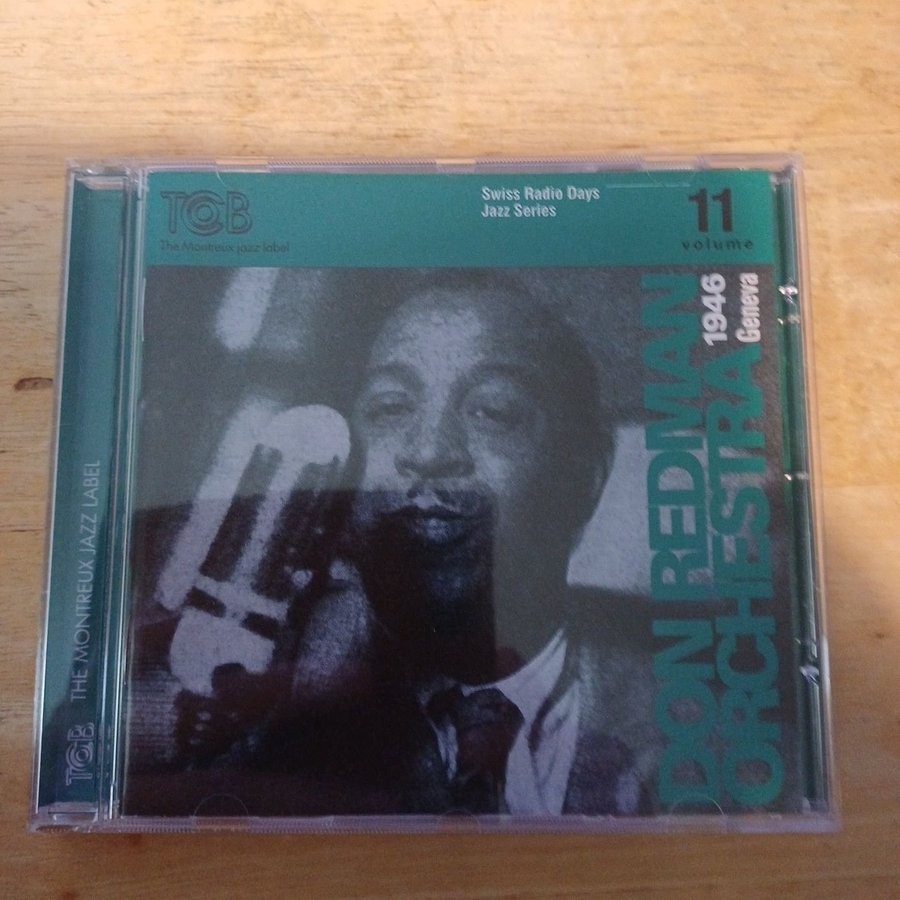 TCB
The Montreux jazz label
Swiss Radio Days
Jazz Series
11
volume
DON REDMAN
ORCHESTRA
1946
Geneva
TCB THE MONTREUX JAZZ LABEL